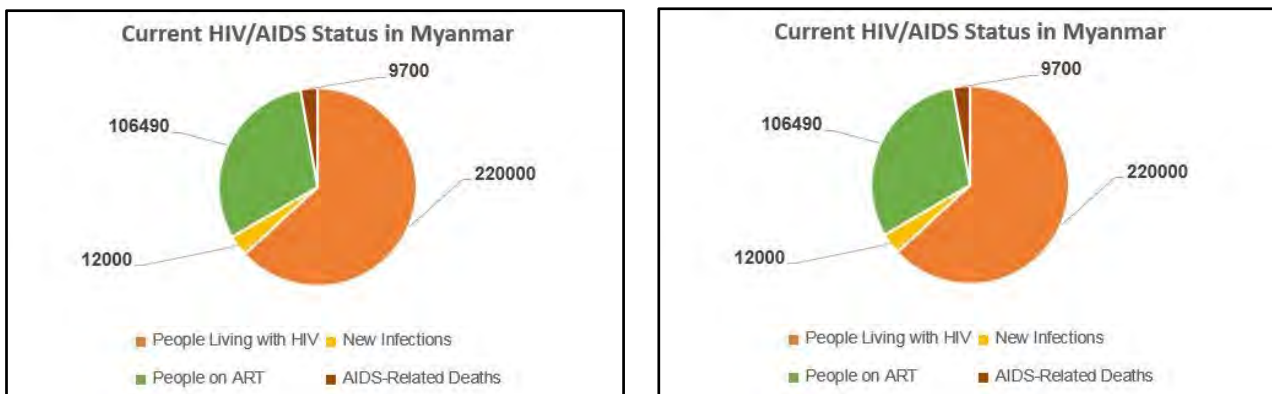 Current HIV/AIDS Status in Myanmar
9700
106490
220000
12000
People Living with HIV New Infections
People on ART AIDS-Related Deaths
Current HIV/AIDS Status in Myanmar
9700
106490
220000
12000
People Living with HIV New Infections
People on ART AIDS-Related Deaths